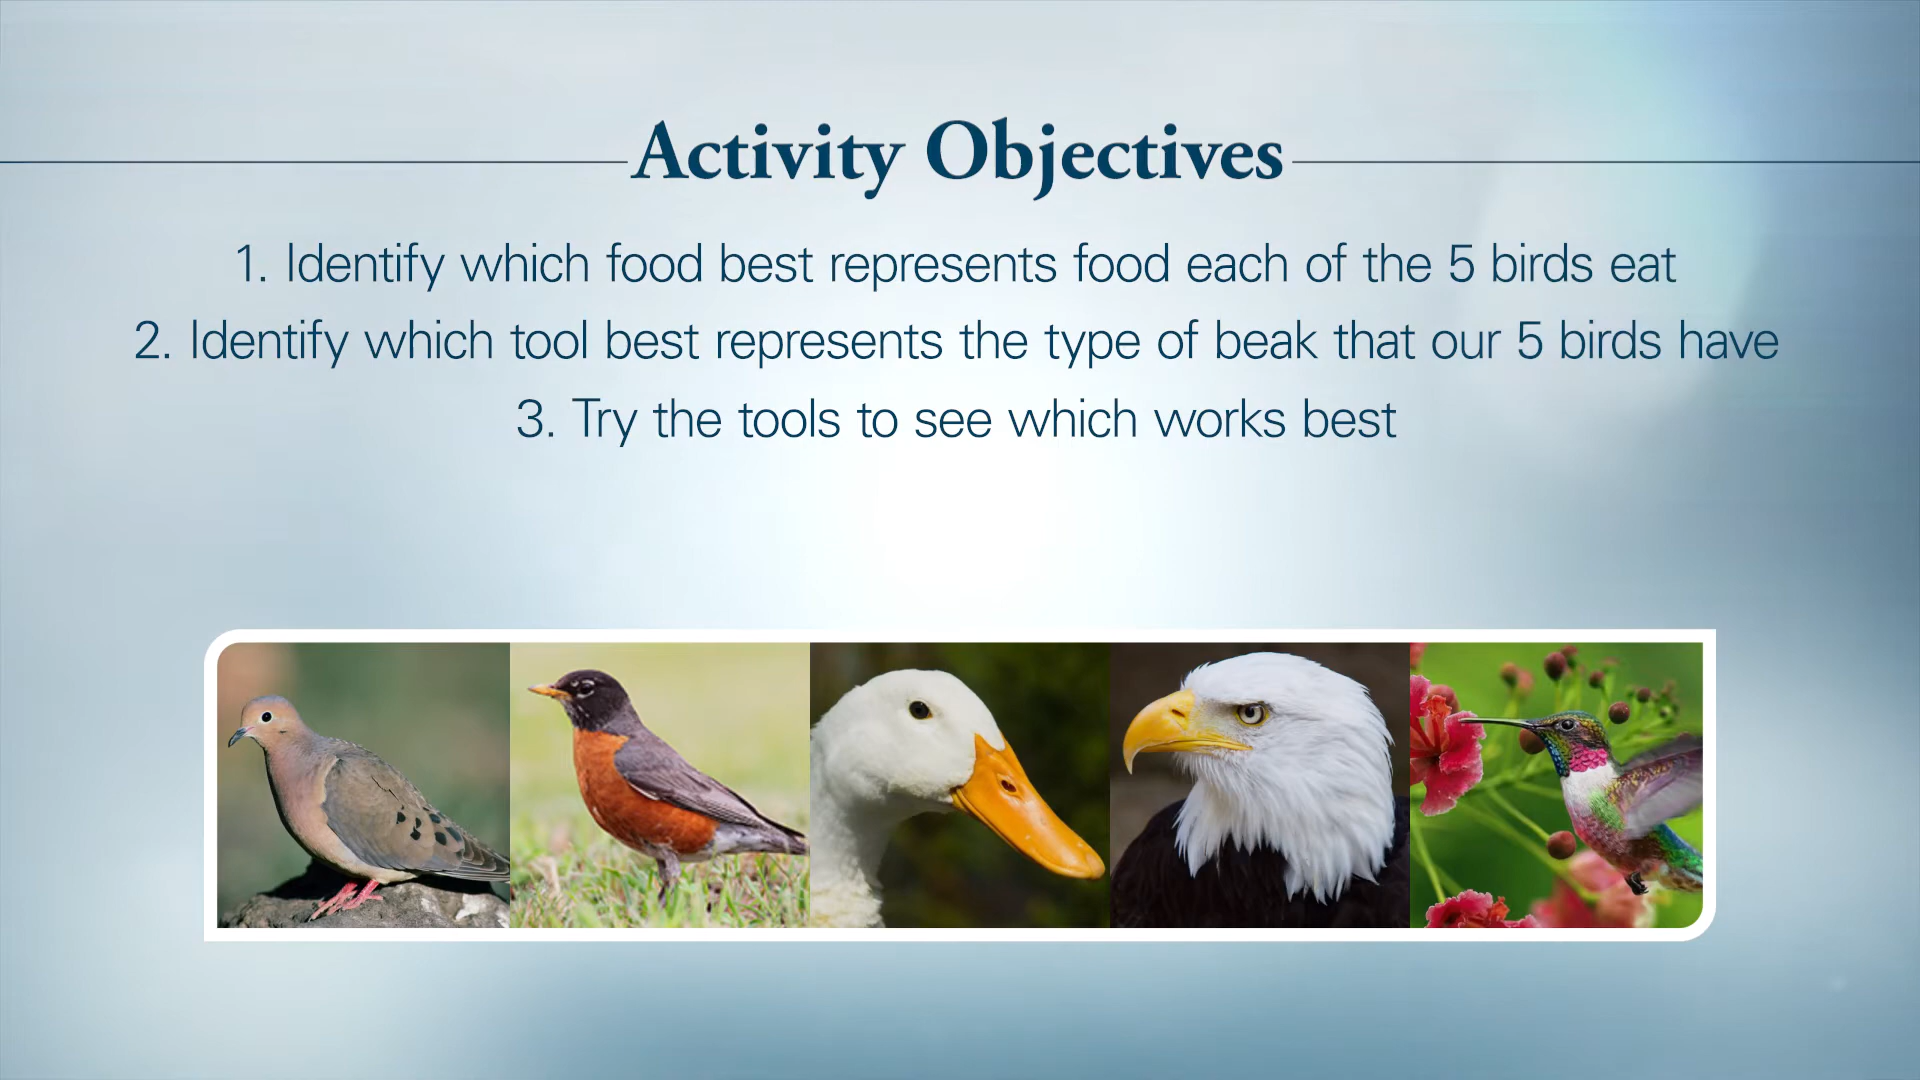 Activity Objectives
1. Identify which food best represents food each of the 5 birds eat
2. Identify which tool best represents the type of beak that our 5 birds have
3. Try the tools to see which works best